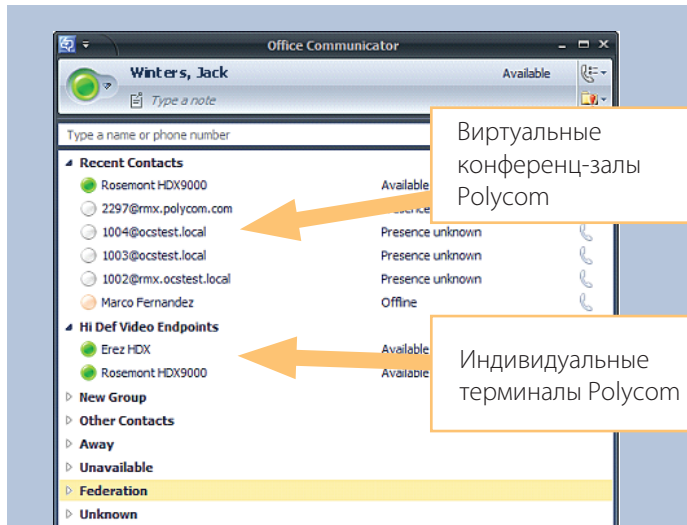 Office Communicator
Winters, Jack Available
Type a note
Type a name or phone number
Виртуальные
конференц-залы
Polycom
Recent Contacts
Rosemont HDX9000 Available
2297@rmx.polycom.com Presence unknown
1004@ocstest.local Presence unknown
1003@ocstest.local Presence unknown
1002@rmx.ocstest.local Presence unknown
Marco Fernandez Offline
Hi Def Video Endpoints
Erez HDX Available
Rosemont HDX9000 Available
Индивидуальные
терминалы Polycom
New Group
Other Contacts
Away
Unavailable
Federation
Unknown